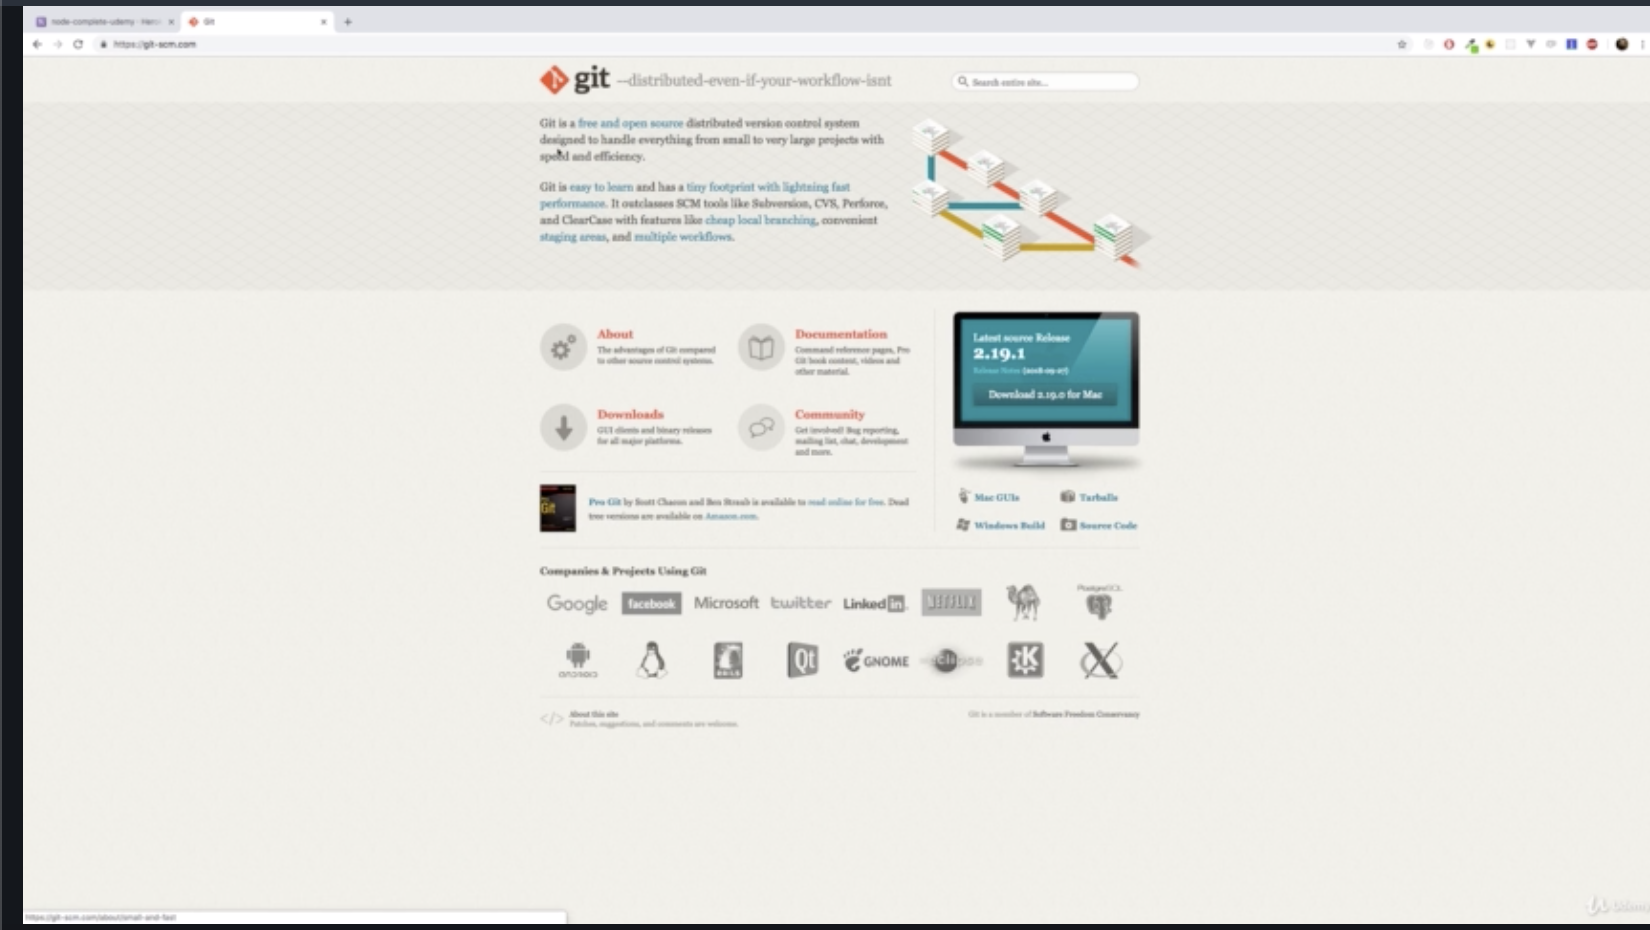 node-complete-udemy - Hero
Git
https://git-scm.com
git --distributed-even-if-your-workflow-isnt
Search entire site...
Git is a free and open source distributed version control system
designed to handle everything from small to very large projects with
speed and efficiency.
Git is easy to learn and has a tiny footprint with lightning fast
performance. It outclasses SCM tools like Subversion, CVS, Perforce,
and ClearCase with features like cheap local branching, convenient
staging areas, and multiple workflows.
About
The advantages of Git compared
to other source control systems.
Documentation
Command reference pages, Pro
Git book content, videos and
other material.
Downloads
GUI clients and binary releases
for all major platforms.
Community
Get involved! Bug reporting,
mailing list, chat, development
and more.
Latest source Release
2.19.1
Release Notes (2018-09-27)
Download 2.19.0 for Mac
Mac GUIs
Tarballs
Windows Build
Source Code
Git
Pro Git by Scott Chacon and Ben Straub is available to read online for free. Dead
tree versions are available on Amazon.com.
Companies & Projects Using Git
Google facebook Microsoft twitter Linked in NETFLIX PostgreSQL
ANDROID RAILS Qt GNOME eclipse K X
About this site
Patches, suggestions, and comments are welcome.
Git is a member of Software Freedom Conservancy
https://git-scm.com/about/small-and-fast
Udemy